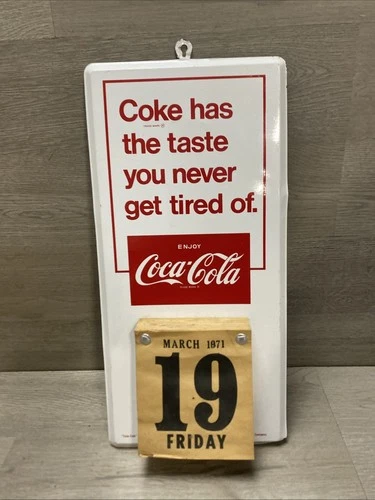 Coke has
the taste
you never
get tired of.
ENJOY
Coca-Cola
MARCH 1971
19
FRIDAY